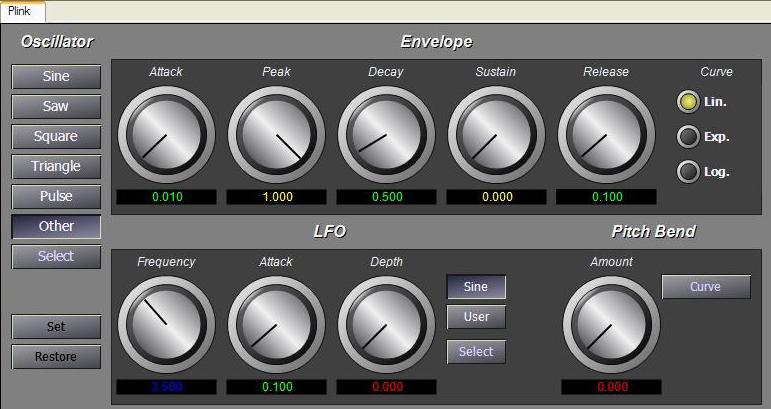 Plink
Oscillator
Envelope
Sine
Saw
Square
Triangle
Pulse
Other
Select
Set
Restore
Attack Peak Decay Sustain Release Curve
Lin.
Exp.
Log.
0.010 1.000 0.500 0.000 0.100
LFO
Pitch Bend
Frequency Attack Depth
Sine
User
Select
Amount
Curve
3.500 0.100 0.000 0.000